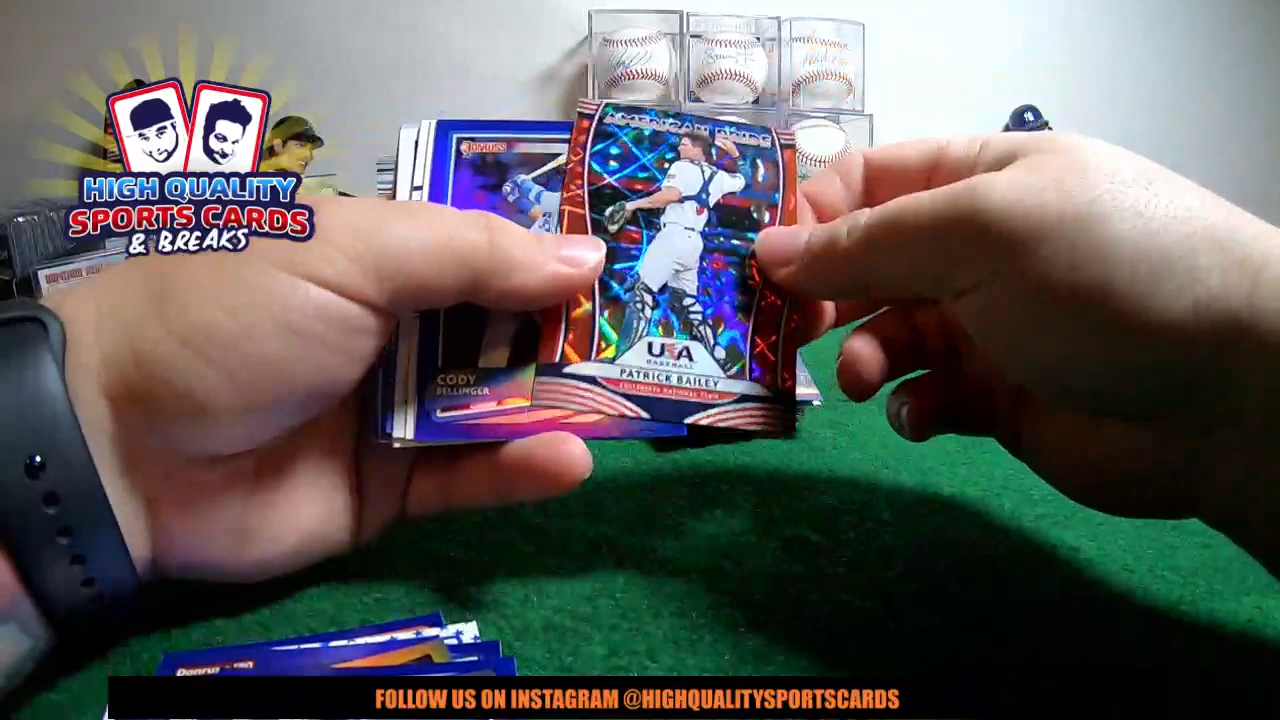 HIGH QUALITY
SPORTS CARDS
& BREAKS
DONRUSS
CODY
BELLINGER
AMERICAN PRIDE
USA
BASEBALL
PATRICK BAILEY
COLLEGIATE NATIONAL TEAM
FOLLOW US ON INSTAGRAM @HIGHQUALITYSPORTSCARDS